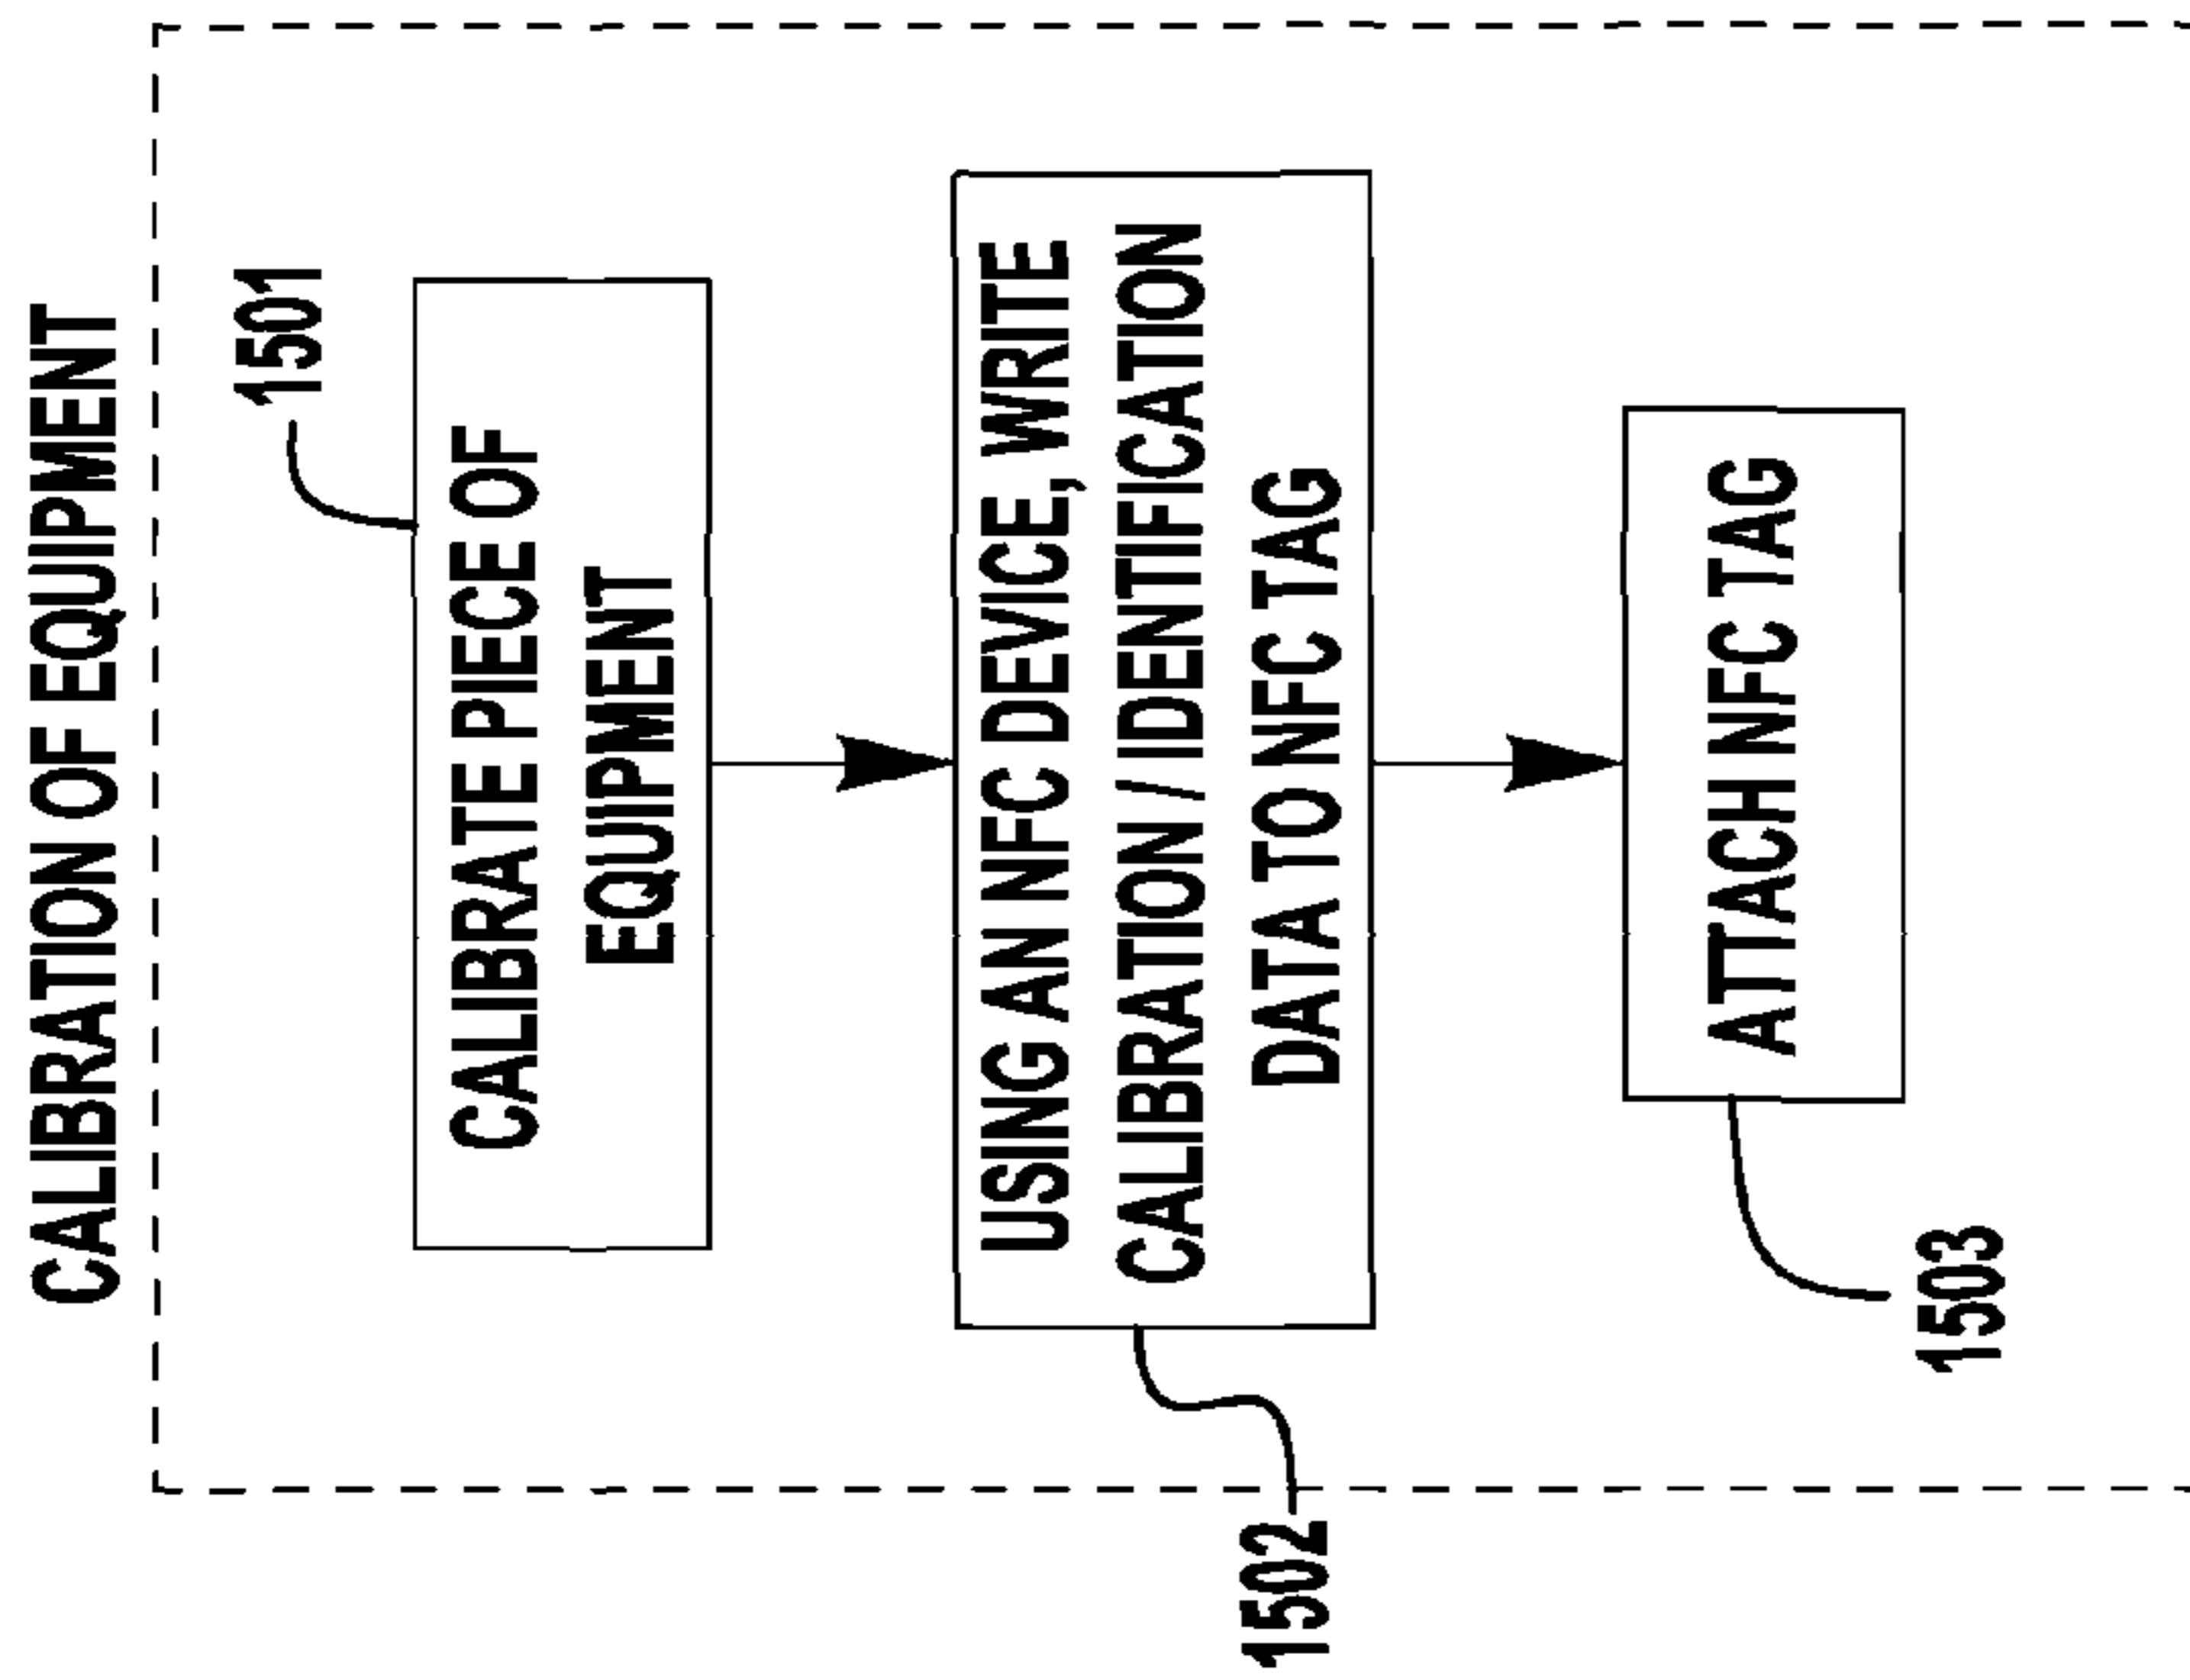 CALIBRATION OF EQUIPMENT
1501
CALIBRATE PIECE OF
EQUIPMENT
USING AN NFC DEVICE, WRITE
CALIBRATION / IDENTIFICATION
DATA TO NFC TAG
1502
ATTACH NFC TAG
1503